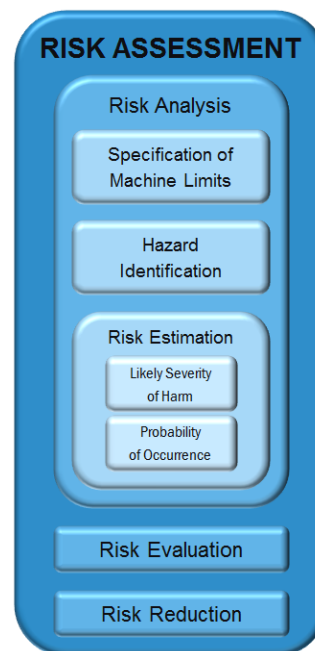 RISK ASSESSMENT
Risk Analysis
Specification of
Machine Limits
Hazard
Identification
Risk Estimation
Likely Severity
of Harm
Probability
of Occurrence
Risk Evaluation
Risk Reduction